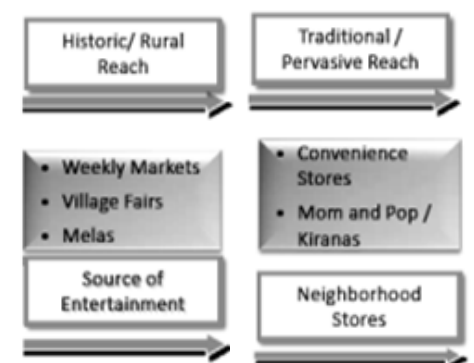 Historic/ Rural
Reach
Traditional /
Pervasive Reach
• Weekly Markets
• Village Fairs
• Melas
• Convenience
Stores
• Mom and Pop /
Kiranas
Source of
Entertainment
Neighborhood
Stores